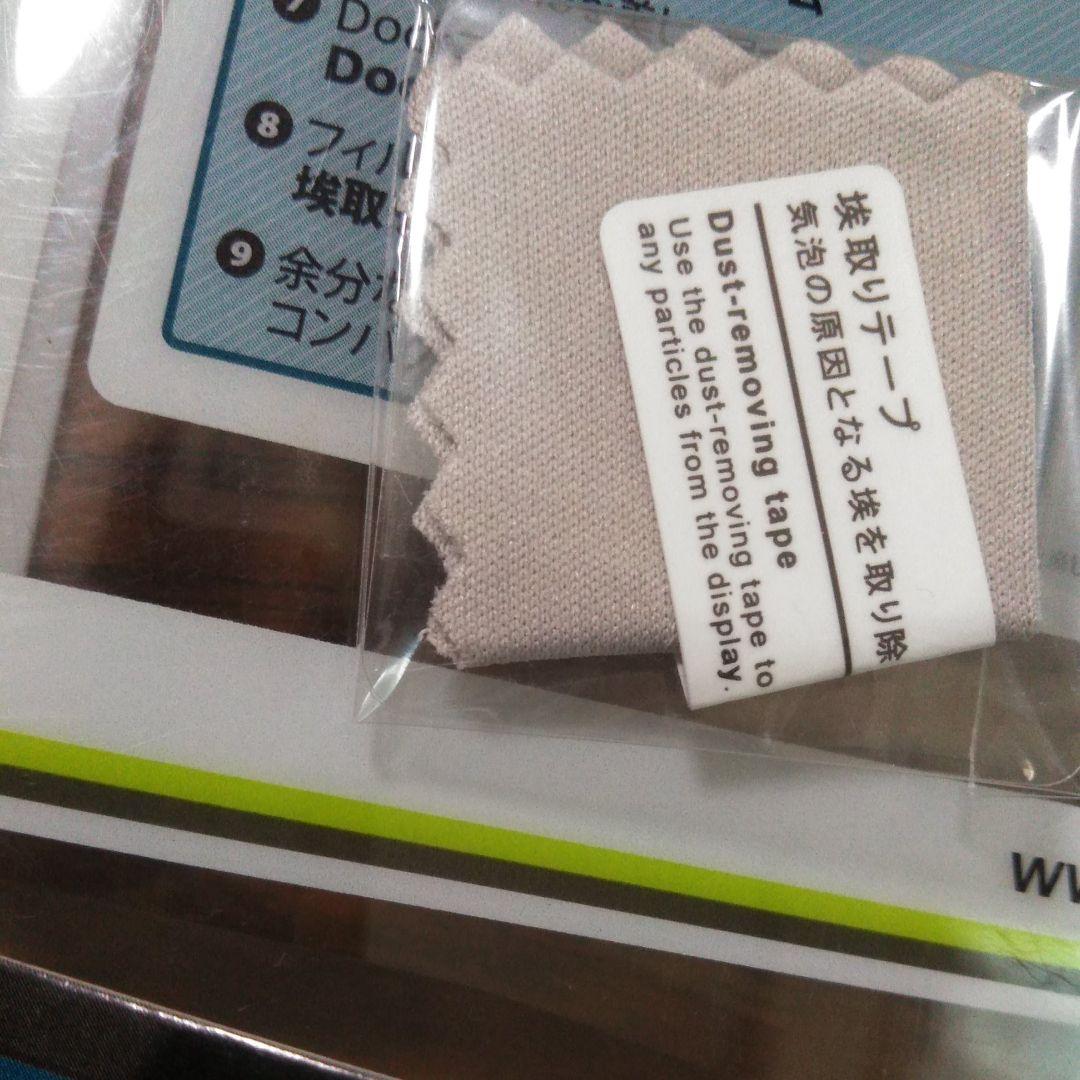 7 Doc
Doc
8 フィル
埃取
9 余分な
コンパ
埃取りテープ
気泡の原因となる埃を取り除
Dust-removing tape
Use the dust-removing tape to
any particles from the display.
ww